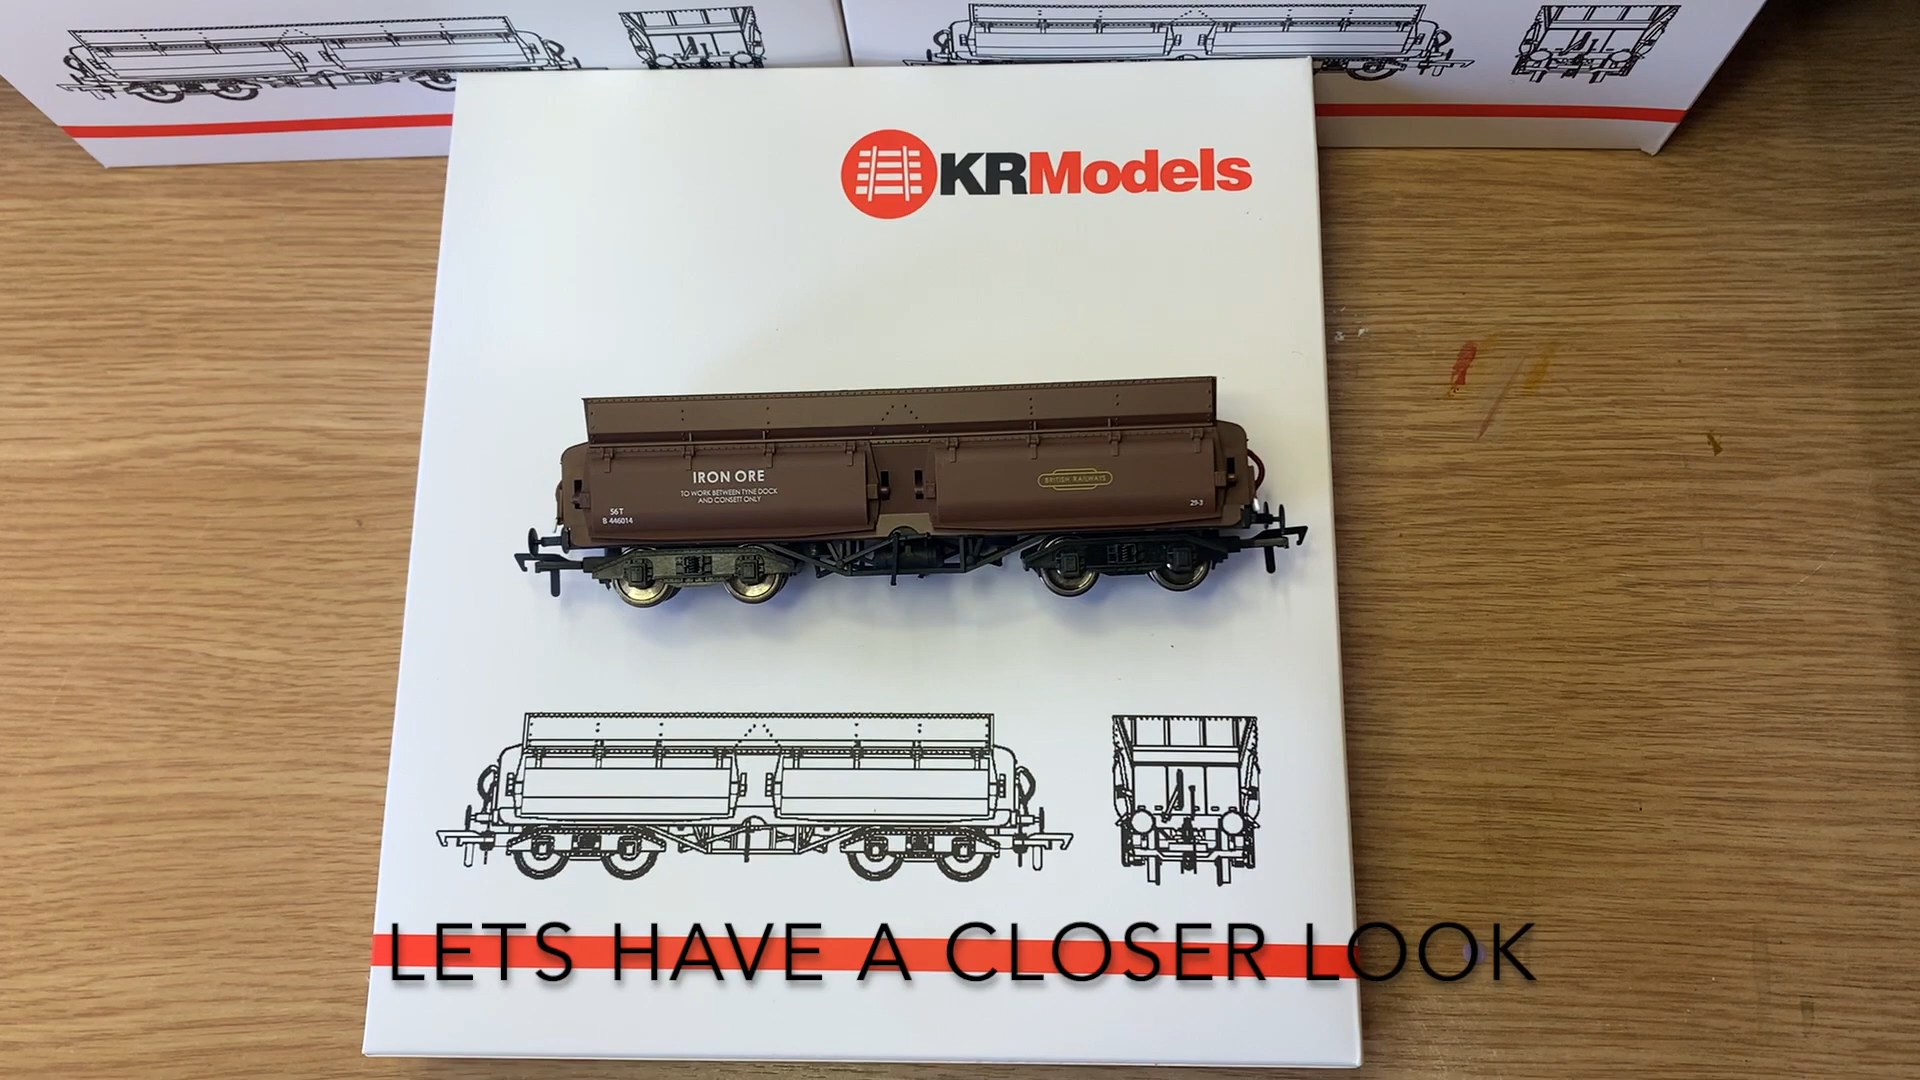 KRModels
IRON ORE
TO WORK BETWEEN TYNE DOCK
AND CONSETT ONLY
56T
B 446014
BRITISH RAILWAYS
29-3
LETS HAVE A CLOSER LOOK